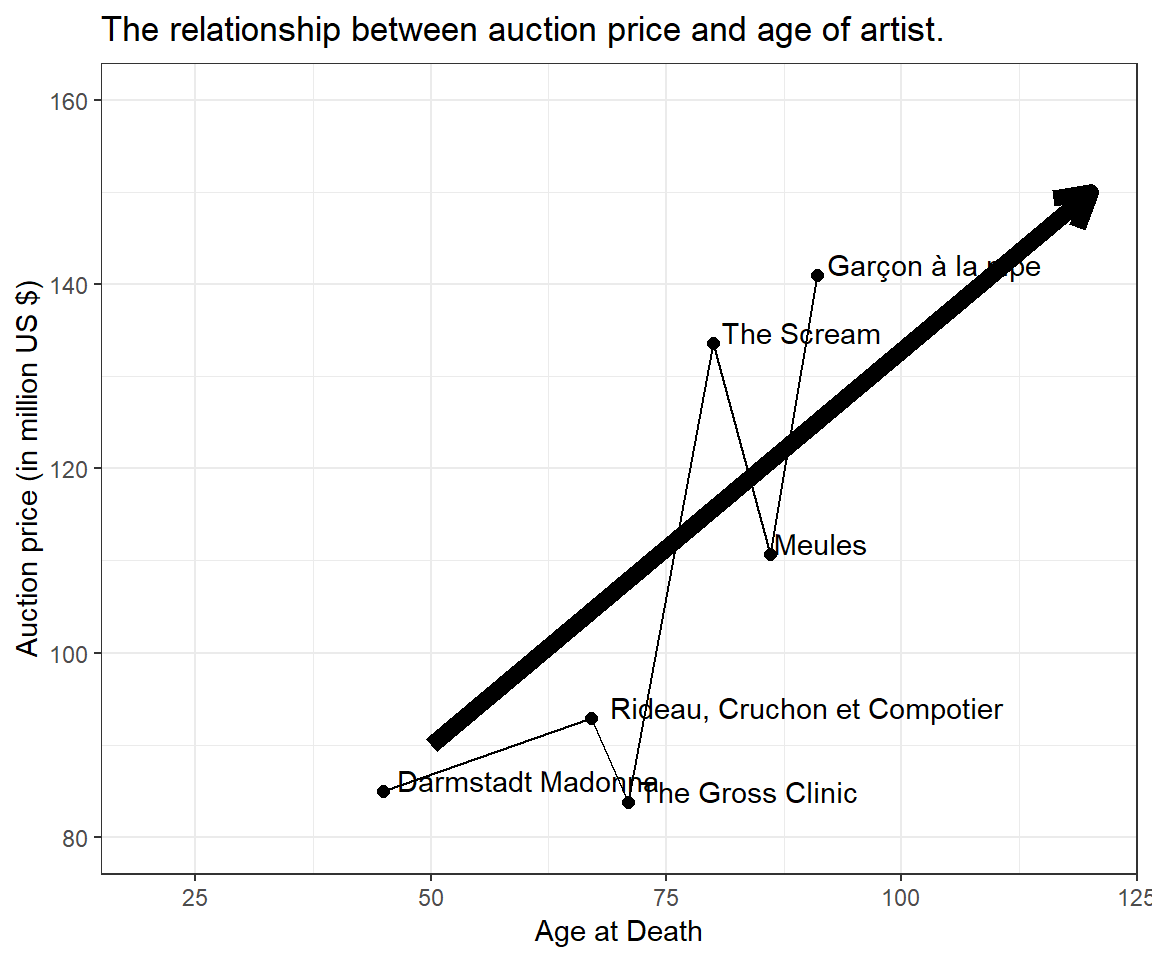 The relationship between auction price and age of artist.
160
140
120
100
80
Auction price (in million US $)
Garçon à la pipe
The Scream
Meules
Rideau, Cruchon et Compotier
Darmstadt Madonna
The Gross Clinic
25
50
75
100
125
Age at Death